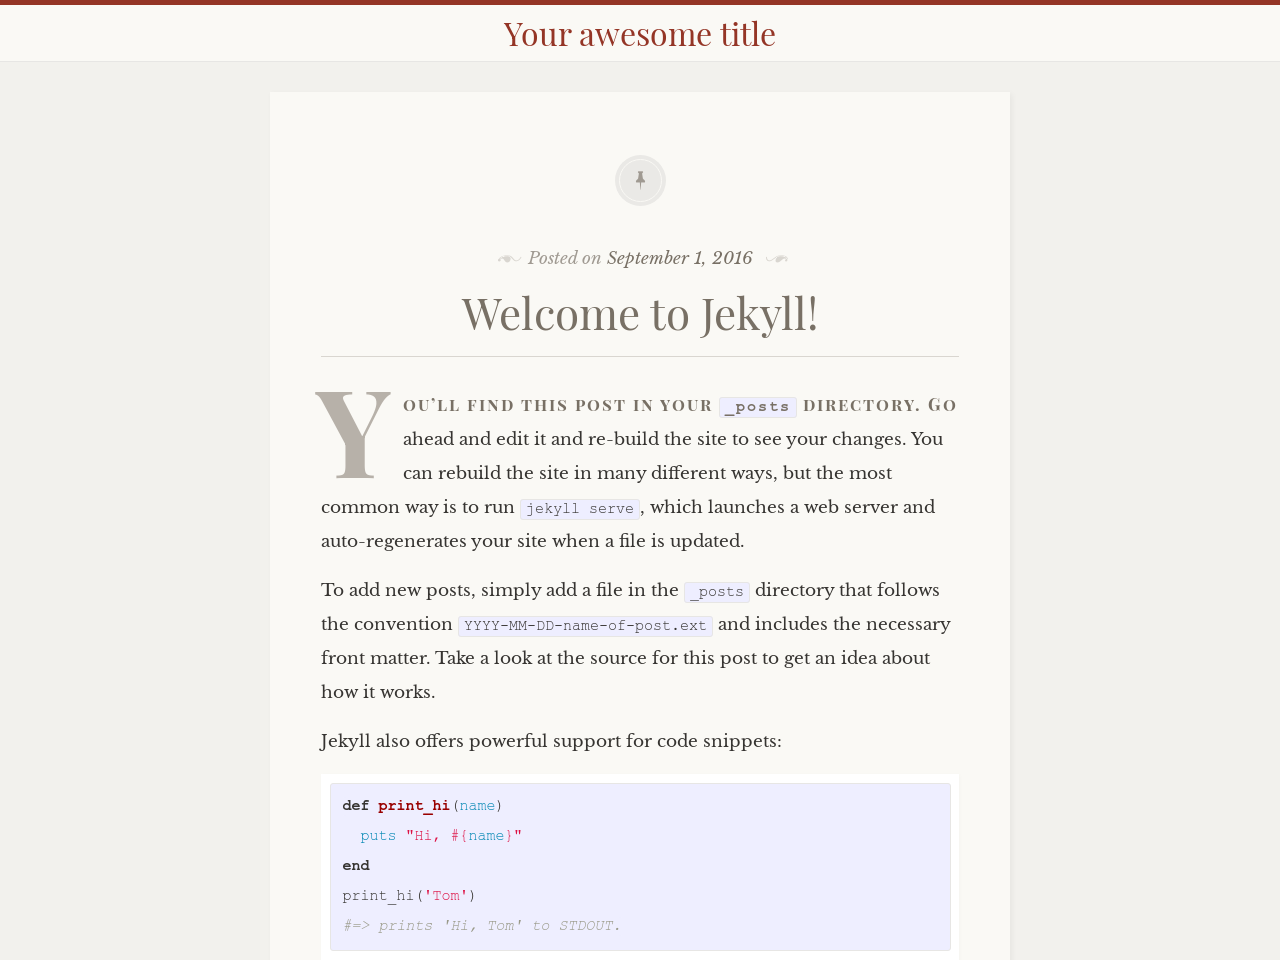 Your awesome title
Posted on September 1, 2016
Welcome to Jekyll!
You’ll find this post in your _posts directory. Go
ahead and edit it and re-build the site to see your changes. You
can rebuild the site in many different ways, but the most
common way is to run jekyll serve, which launches a web server and
auto-regenerates your site when a file is updated.
To add new posts, simply add a file in the _posts directory that follows
the convention YYYY-MM-DD-name-of-post.ext and includes the necessary
front matter. Take a look at the source for this post to get an idea about
how it works.
Jekyll also offers powerful support for code snippets:
def print_hi(name)
  puts "Hi, #{name}"
end
print_hi('Tom')
#=> prints 'Hi, Tom' to STDOUT.